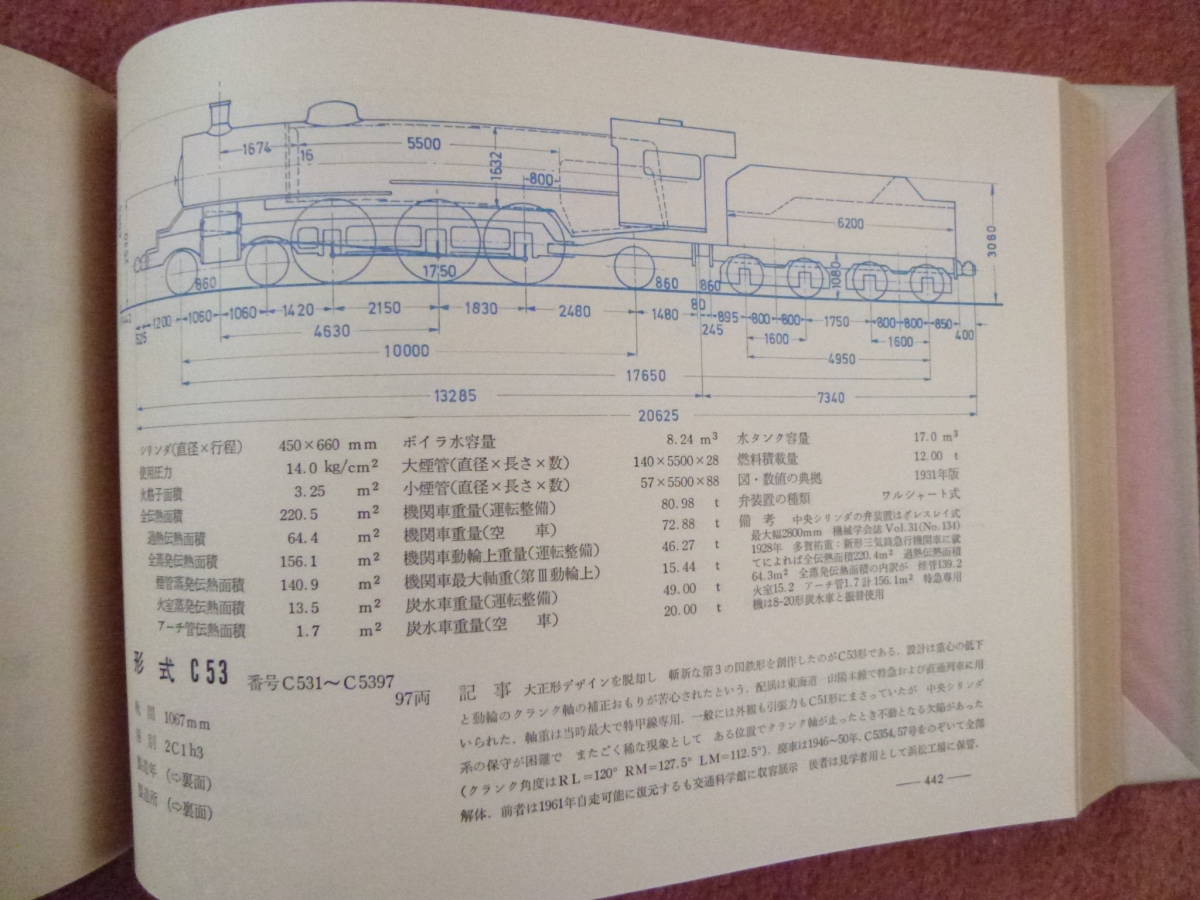 1674
16
5500
1632
800
6200
3080
860
1750
860
860
1080
525
1200
1060
1060
1420
2150
1830
2480
1480
80
245
895
800
800
1750
800
800
850
400
4630
1600
1600
10000
4950
17650
13285
7340
20625
シリンダ(直径×行程) 450×660 mm
使用圧力 14.0 kg/cm²
火格子面積 3.25 m²
全伝熱面積 220.5 m²
過熱伝熱面積 64.4 m²
全蒸発伝熱面積 156.1 m²
煙管蒸発伝熱面積 140.9 m²
火室蒸発伝熱面積 13.5 m²
アーチ管伝熱面積 1.7 m²
ボイラ水容量 8.24 m³
大煙管(直径×長さ×数) 140×5500×28
小煙管(直径×長さ×数) 57×5500×88
機関車重量(運転整備) 80.98 t
機関車重量(空 車) 72.88 t
機関車動輪上重量(運転整備) 46.27 t
機関車最大軸重(第Ⅲ動輪上) 15.44 t
炭水車重量(運転整備) 49.00 t
炭水車重量(空 車) 20.00 t
水タンク容量 17.0 m³
燃料積載量 12.00 t
図・数値の典拠 1931年版
弁装置の種類 ワルシャート式
備 考 中央シリンダの弁装置はグレスレイ式
最大幅2800mm 機械学会誌 Vol.31(No.134)
1928年 多賀祐重:新形三気筒急行機関車に就
てによれば全伝熱面積220.4m² 過熱伝熱面積
64.3m² 全蒸発伝熱面積の内訳が 煙管139.2
火室15.2 アーチ管1.7 計156.1m² 特急専用
機は8-20形炭水車と振替使用
形 式 C53
番号C531～C5397
97両
軌 間 1067mm
種 別 2C1h3
製造年 (⇨裏面)
製造所 (⇨裏面)
記 事 大正形デザインを脱却し 斬新な第3の国鉄形を創作したのがC53形である．設計は重心の低下
と動輪のクランク軸の補正おもりが苦心されたという．配属は東海道 山陽本線で特急および直通列車に用
いられた．軸重は当時最大で特甲線専用．一般には外観も引張力もC51形にまさっていたが 中央シリンダ
系の保守が困難で またごく稀な現象として ある位置でクランク軸が止ったとき不動となる欠陥があった
(クランク角度はRL=120° RM=127.5° LM=112.5°)．廃車は1946～50年．C5354, 57号をのぞいて全部
解体．前者は1961年自走可能に復元するも交通科学館に収容展示 後者は見学者用として浜松工場に保管．
— 442 —